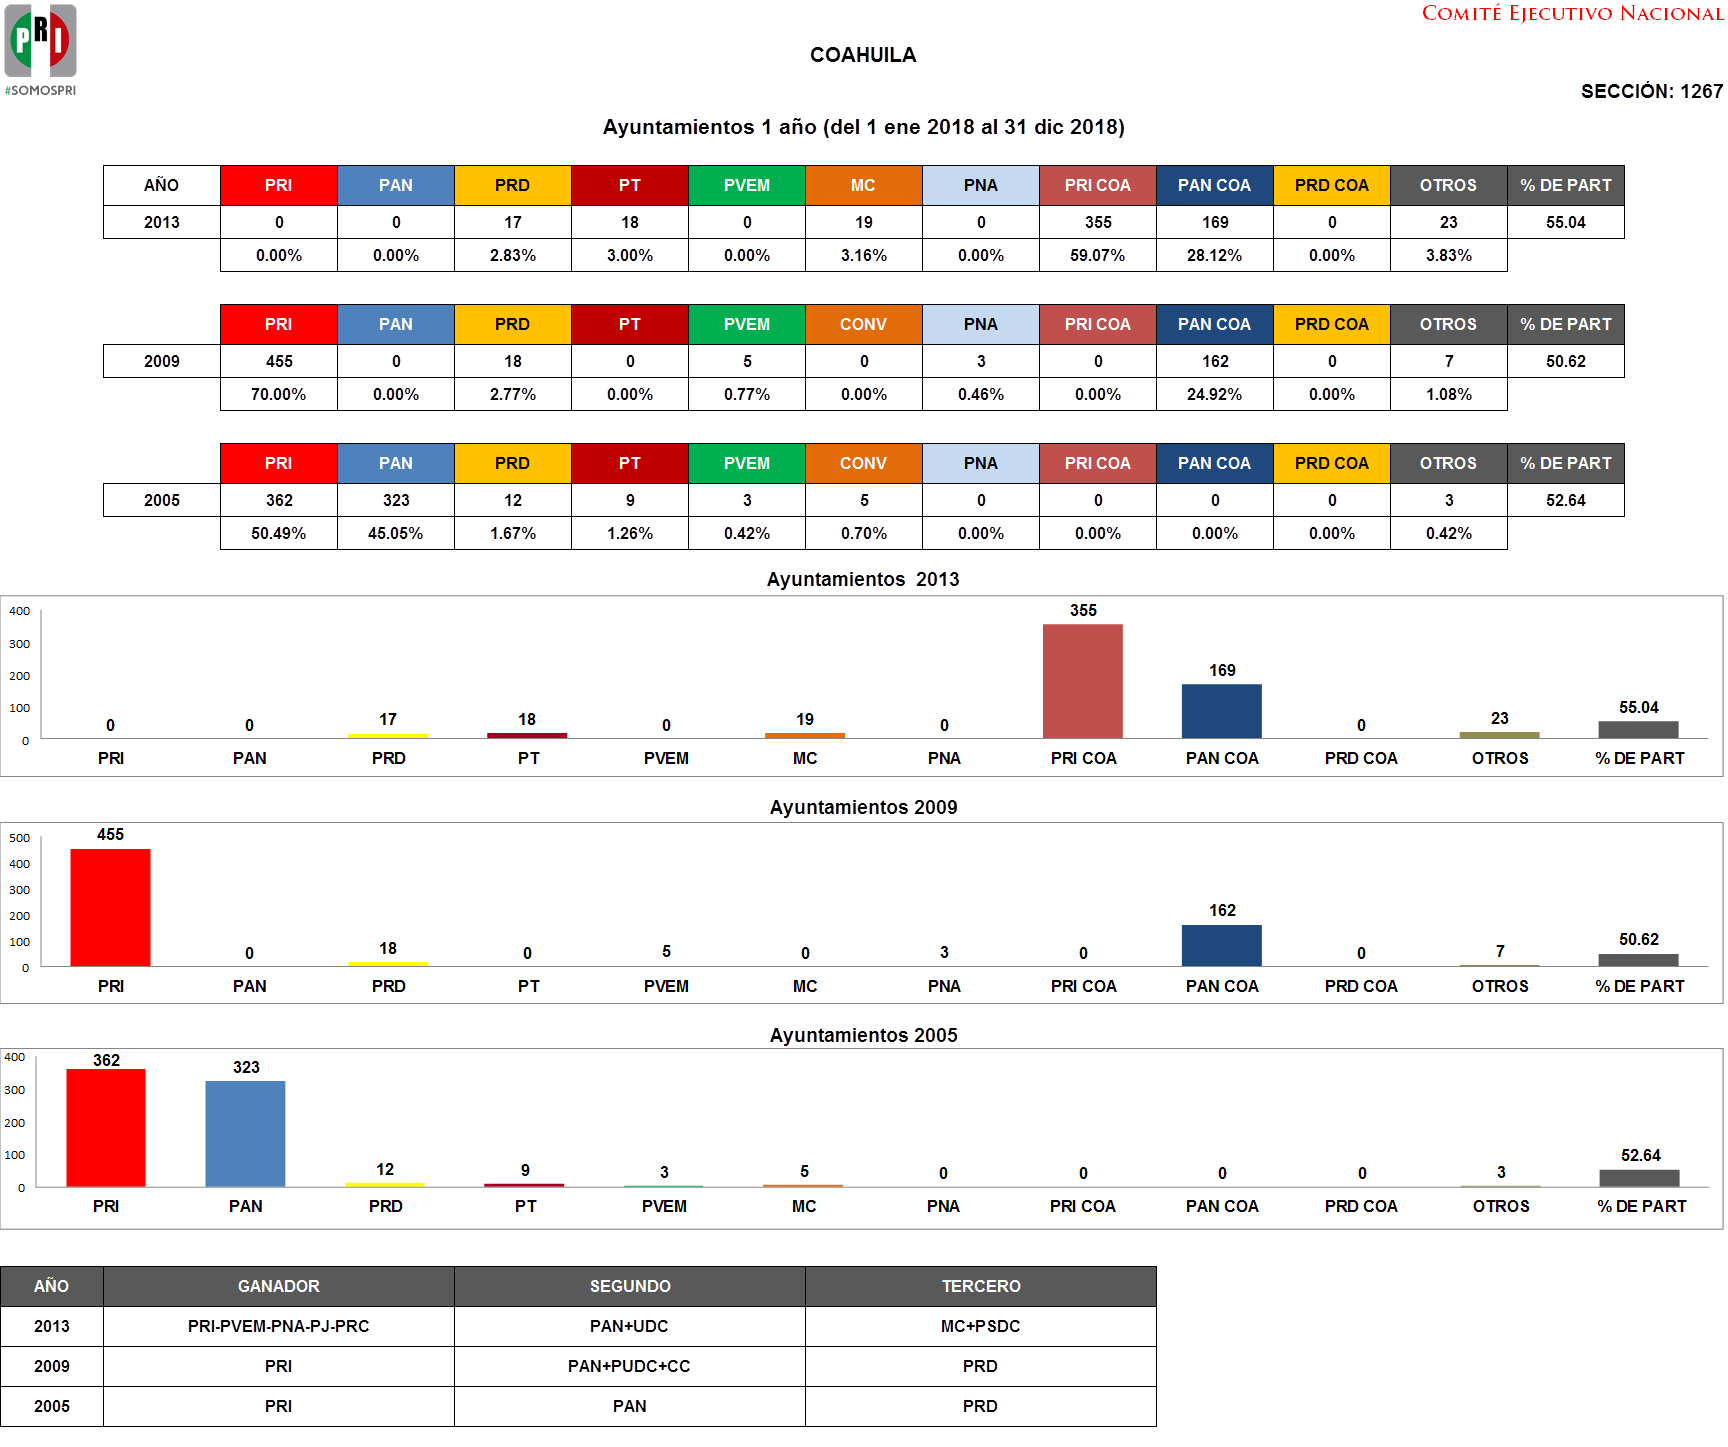 COMITÉ EJECUTIVO NACIONAL
PRI
#SOMOSPRI
COAHUILA
SECCIÓN: 1267
Ayuntamientos 1 año (del 1 ene 2018 al 31 dic 2018)
AÑO PRI PAN PRD PT PVEM MC PNA PRI COA PAN COA PRD COA OTROS % DE PART
2013 0 0 17 18 0 19 0 355 169 0 23 55.04
0.00% 0.00% 2.83% 3.00% 0.00% 3.16% 0.00% 59.07% 28.12% 0.00% 3.83%
PRI PAN PRD PT PVEM CONV PNA PRI COA PAN COA PRD COA OTROS % DE PART
2009 455 0 18 0 5 0 3 0 162 0 7 50.62
70.00% 0.00% 2.77% 0.00% 0.77% 0.00% 0.46% 0.00% 24.92% 0.00% 1.08%
PRI PAN PRD PT PVEM CONV PNA PRI COA PAN COA PRD COA OTROS % DE PART
2005 362 323 12 9 3 5 0 0 0 0 3 52.64
50.49% 45.05% 1.67% 1.26% 0.42% 0.70% 0.00% 0.00% 0.00% 0.00% 0.42%
Ayuntamientos 2013
400
300
200
100
0
0 0 17 18 0 19 0 355 169 0 23 55.04
PRI PAN PRD PT PVEM MC PNA PRI COA PAN COA PRD COA OTROS % DE PART
Ayuntamientos 2009
500
400
300
200
100
0
455 0 18 0 5 0 3 0 162 0 7 50.62
PRI PAN PRD PT PVEM MC PNA PRI COA PAN COA PRD COA OTROS % DE PART
Ayuntamientos 2005
400
300
200
100
0
362 323 12 9 3 5 0 0 0 0 3 52.64
PRI PAN PRD PT PVEM MC PNA PRI COA PAN COA PRD COA OTROS % DE PART
AÑO GANADOR SEGUNDO TERCERO
2013 PRI-PVEM-PNA-PJ-PRC PAN+UDC MC+PSDC
2009 PRI PAN+PUDC+CC PRD
2005 PRI PAN PRD